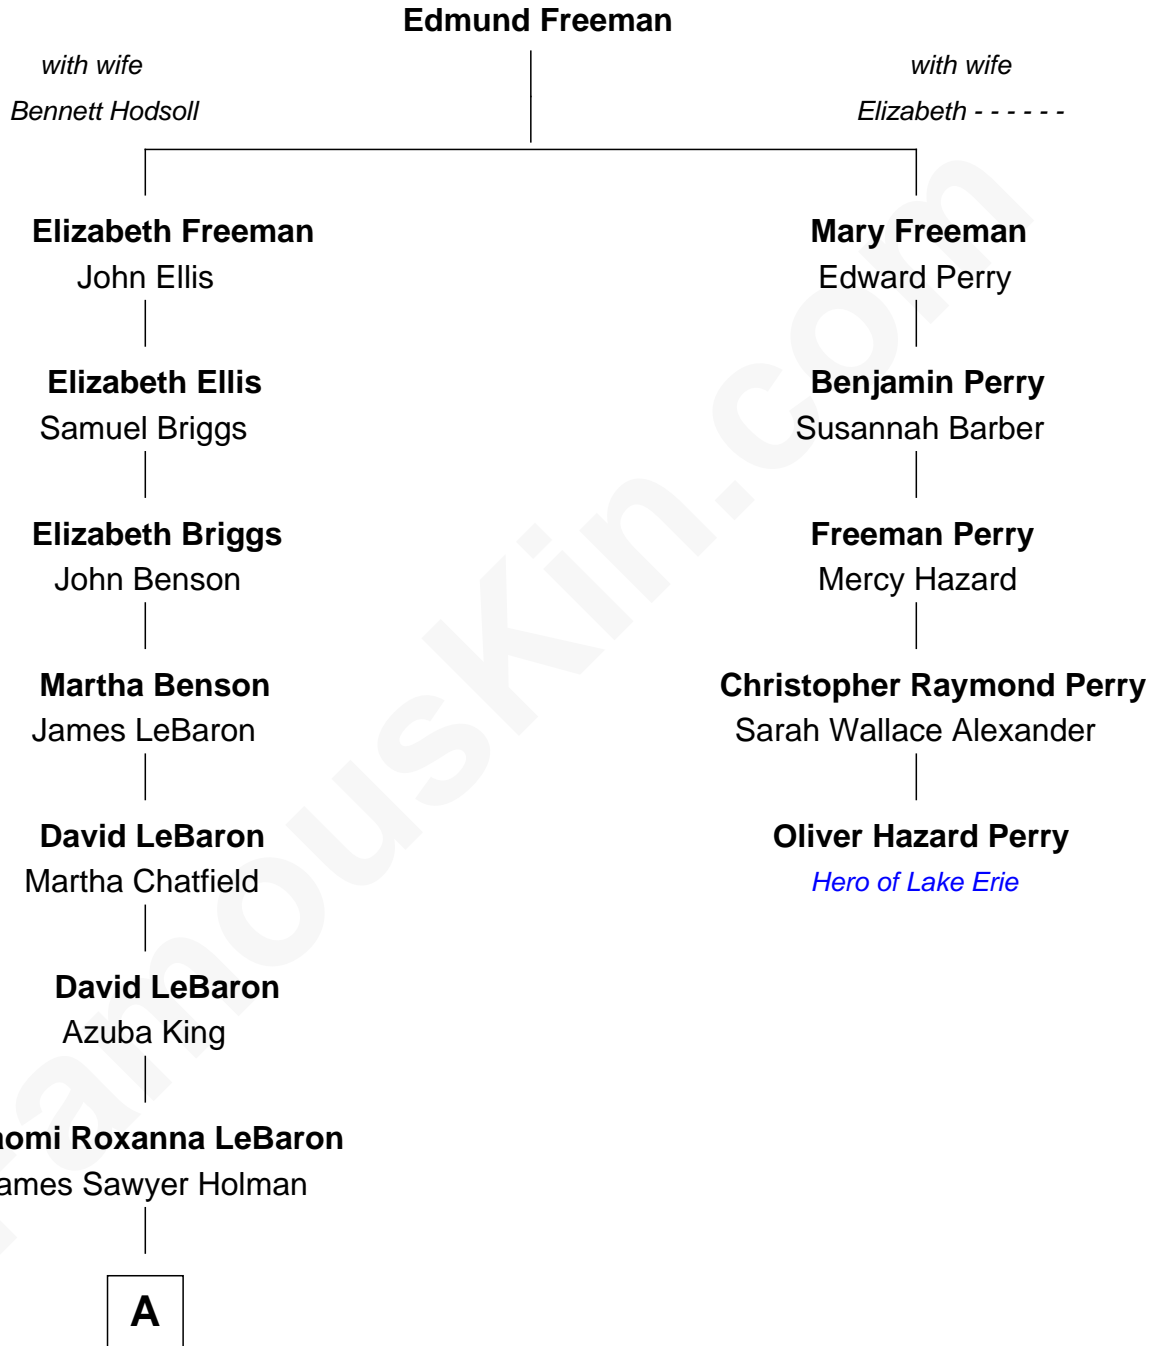 Edmund Freeman
with wife
Bennett Hodsoll
with wife
Elizabeth - - - - - -
Elizabeth Freeman
John Ellis
Mary Freeman
Edward Perry
Elizabeth Ellis
Samuel Briggs
Benjamin Perry
Susannah Barber
Elizabeth Briggs
John Benson
Freeman Perry
Mercy Hazard
Martha Benson
James LeBaron
Christopher Raymond Perry
Sarah Wallace Alexander
David LeBaron
Martha Chatfield
Oliver Hazard Perry
Hero of Lake Erie
David LeBaron
Azuba King
aomi Roxanna LeBaron
ames Sawyer Holman
A
FamousKin.com